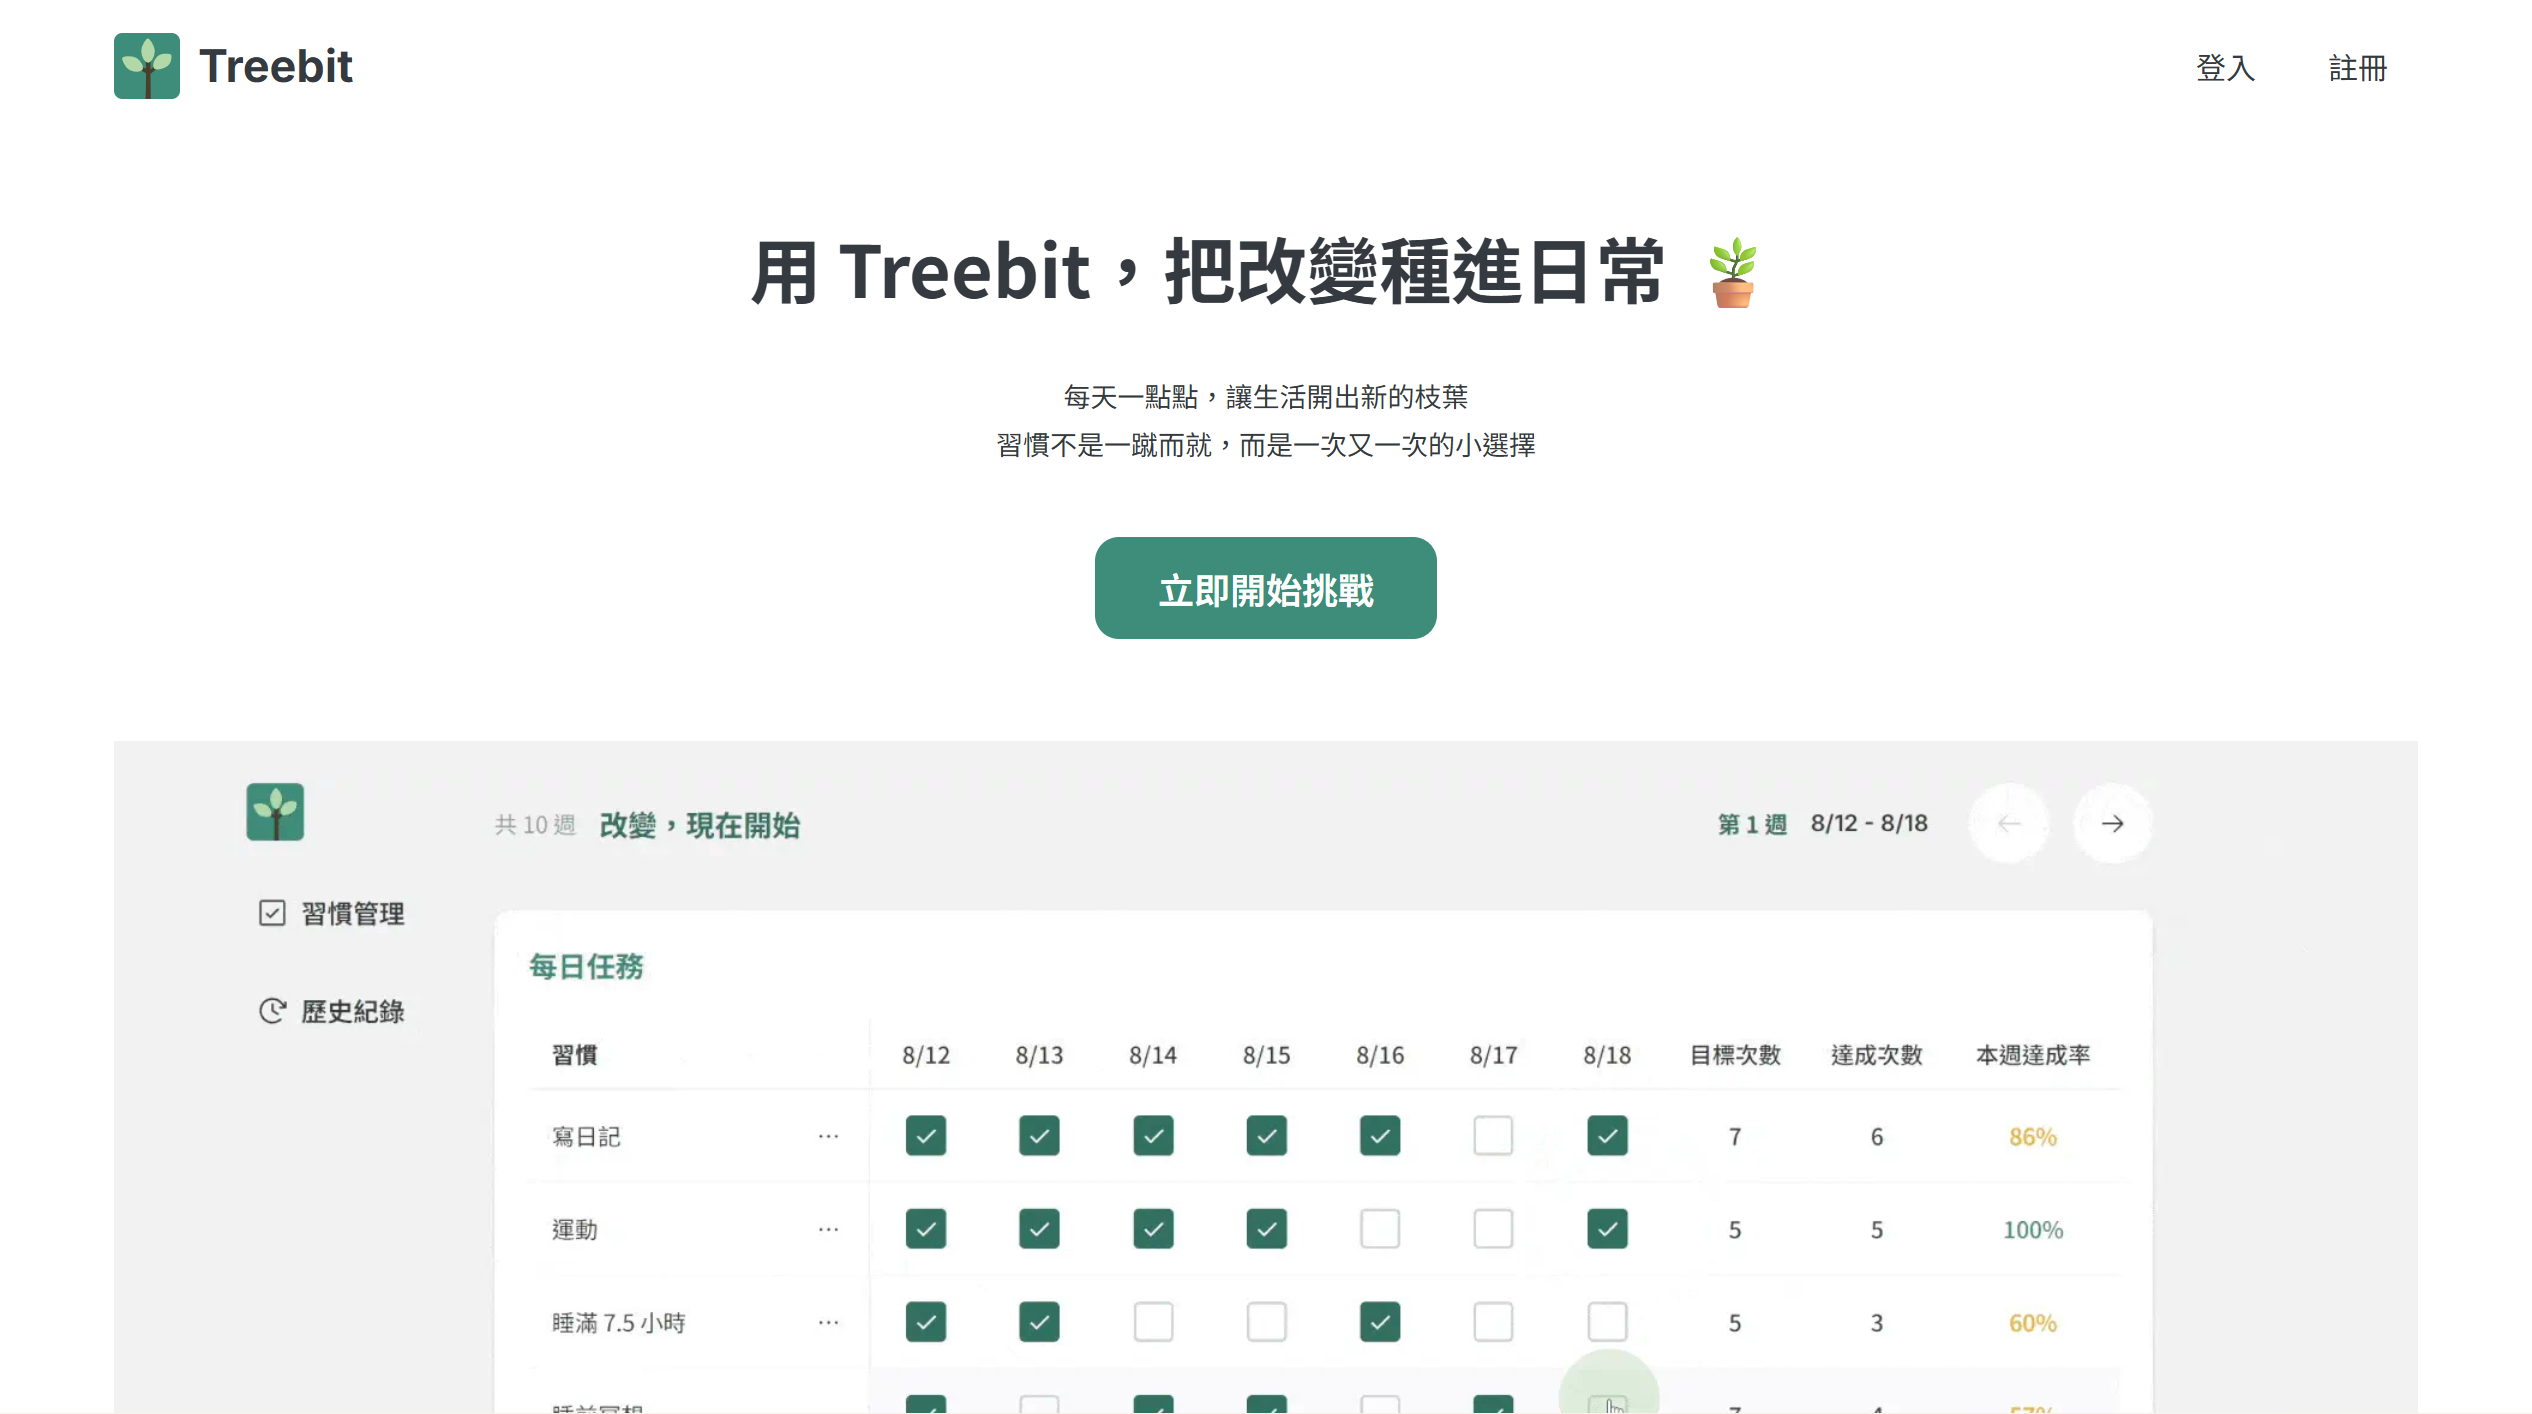 Treebit
登入 註冊
用 Treebit，把改變種進日常
每天一點點，讓生活開出新的枝葉
習慣不是一蹴而就，而是一次又一次的小選擇
立即開始挑戰
共 10 週 改變，現在開始 第 1 週 8/12 - 8/18
習慣管理
歷史紀錄
每日任務
習慣 8/12 8/13 8/14 8/15 8/16 8/17 8/18 目標次數 達成次數 本週達成率
寫日記 ... 7 6 86%
運動 ... 5 5 100%
睡滿 7.5 小時 ... 5 3 60%